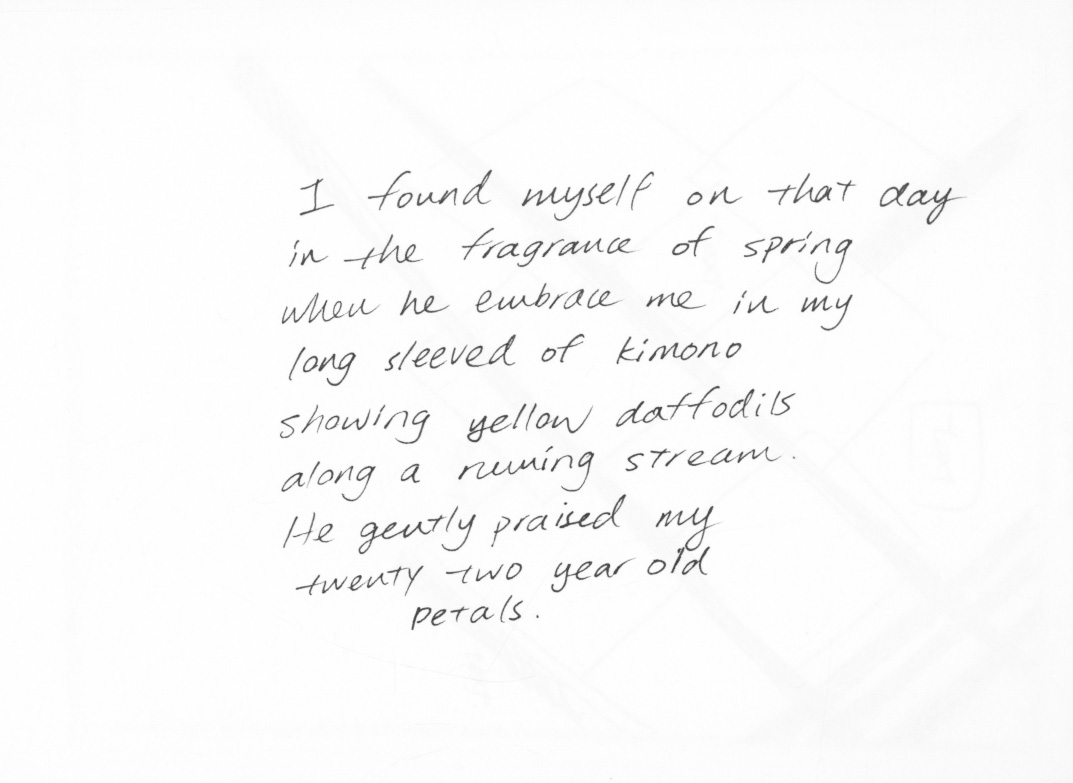 I found myself on that day
in the fragrance of spring
when he embrace me in my
long sleeved of kimono
showing yellow daffodils
along a running stream.
He gently praised my
twenty two year old
petals.